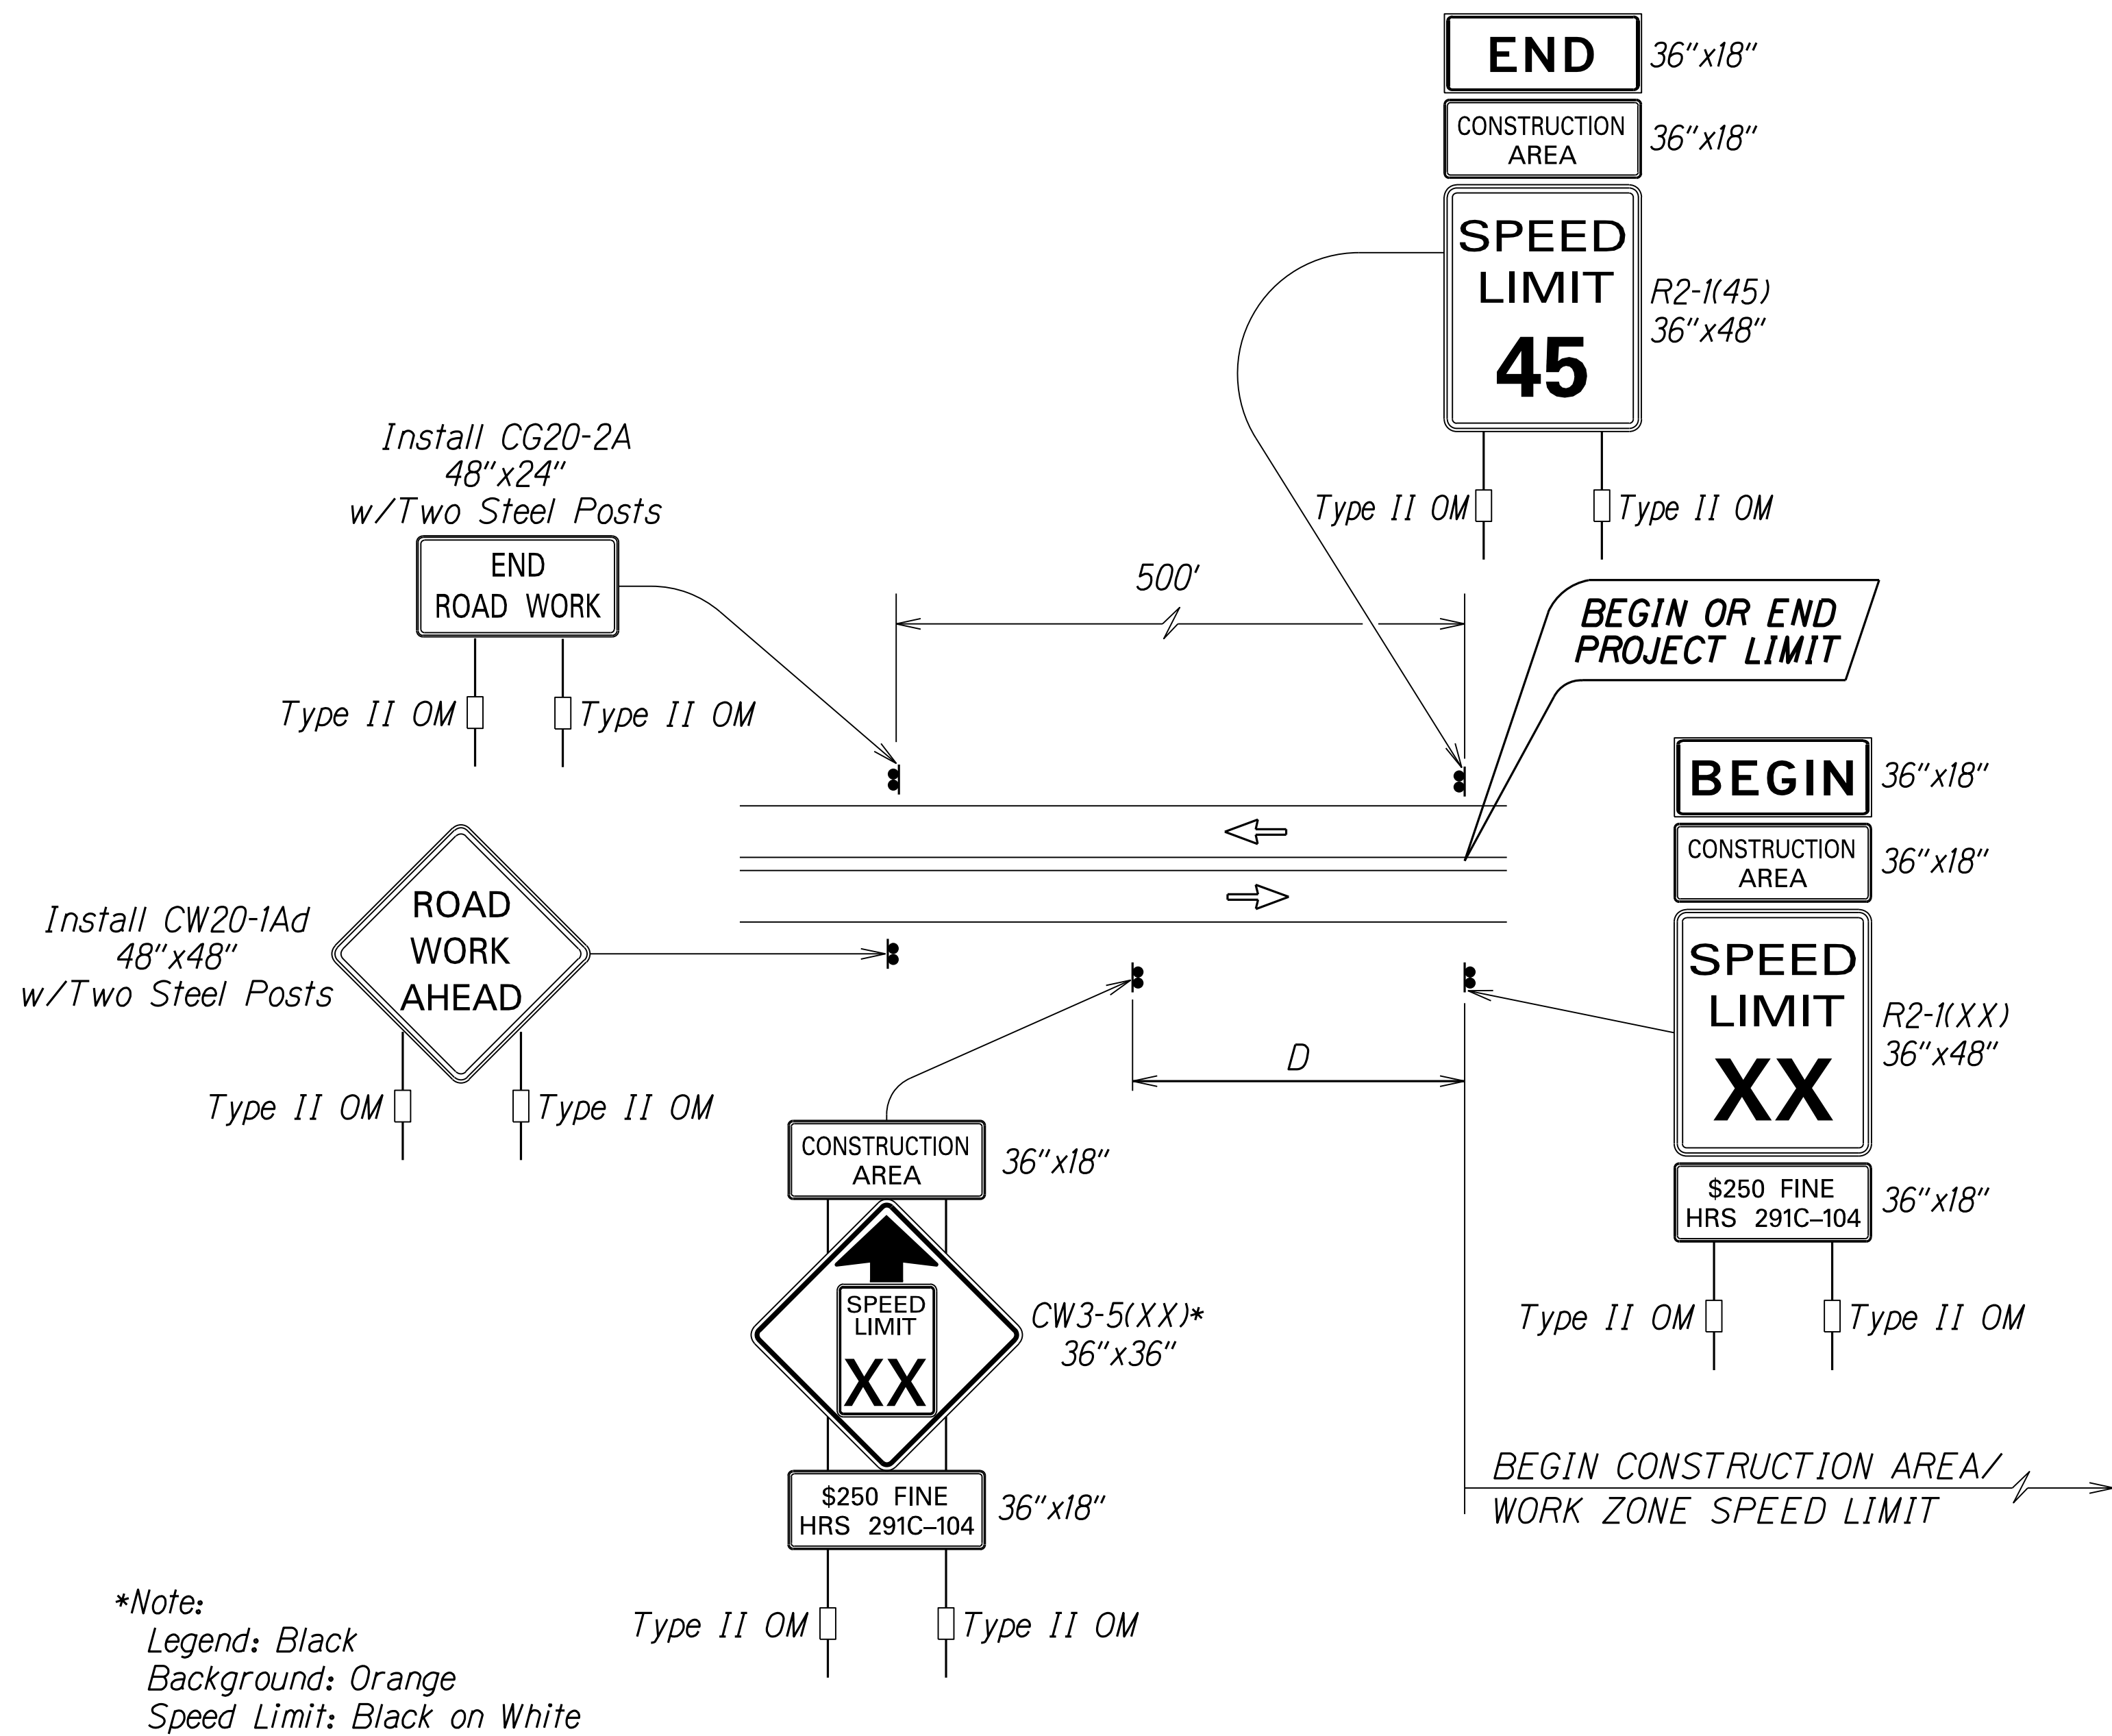 END
36"x18"
CONSTRUCTION
AREA
36"x18"
SPEED
LIMIT
45
R2-1(45)
36"x48"
Type II OM
Type II OM
Install CG20-2A
48"x24"
w/Two Steel Posts
END
ROAD WORK
Type II OM
Type II OM
500'
BEGIN OR END
PROJECT LIMIT
BEGIN
36"x18"
CONSTRUCTION
AREA
36"x18"
SPEED
LIMIT
XX
R2-1(XX)
36"x48"
$250 FINE
HRS 291C–104
36"x18"
Type II OM
Type II OM
Install CW20-1Ad
48"x48"
w/Two Steel Posts
ROAD
WORK
AHEAD
Type II OM
Type II OM
D
CONSTRUCTION
AREA
36"x18"
SPEED
LIMIT
XX
CW3-5(XX)*
36"x36"
$250 FINE
HRS 291C–104
36"x18"
Type II OM
Type II OM
BEGIN CONSTRUCTION AREA/
WORK ZONE SPEED LIMIT
*Note:
Legend: Black
Background: Orange
Speed Limit: Black on White